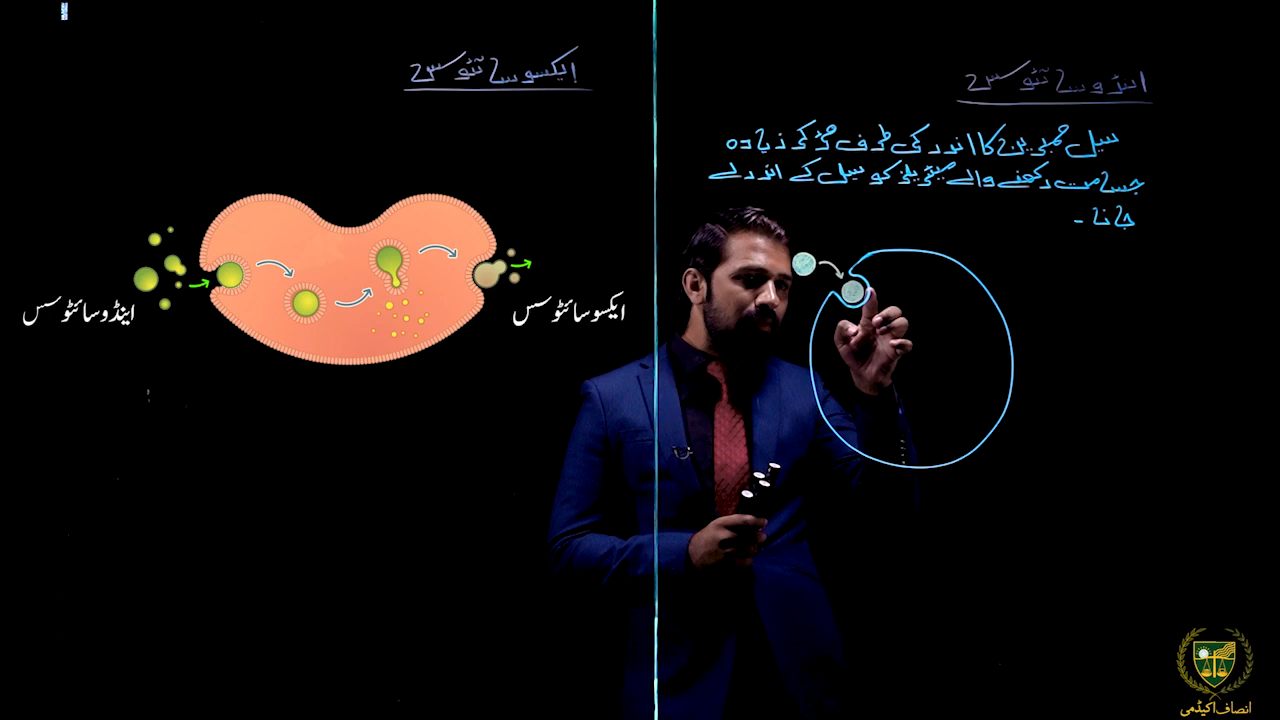 اینڈوسائٹوسس
سیل ممبرین کا اندر کی طرف مڑ کر زیادہ
جسامت رکھنے والے میٹریلز کو سیل کے اندر لے
جانا۔
ایکسوسائٹوسس
اینڈوسائٹوسس
ایکسوسائٹوسس
انصاف اکیڈمی